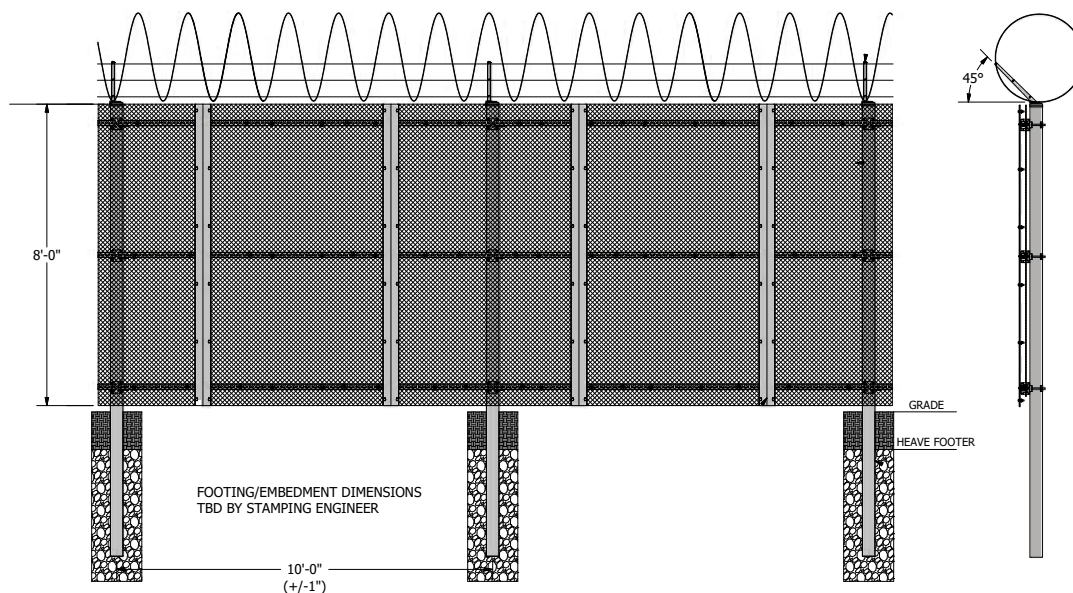 45°
8'-0"
GRADE
HEAVE FOOTER
FOOTING/EMBEDMENT DIMENSIONS
TBD BY STAMPING ENGINEER
10'-0"
(+/-1")